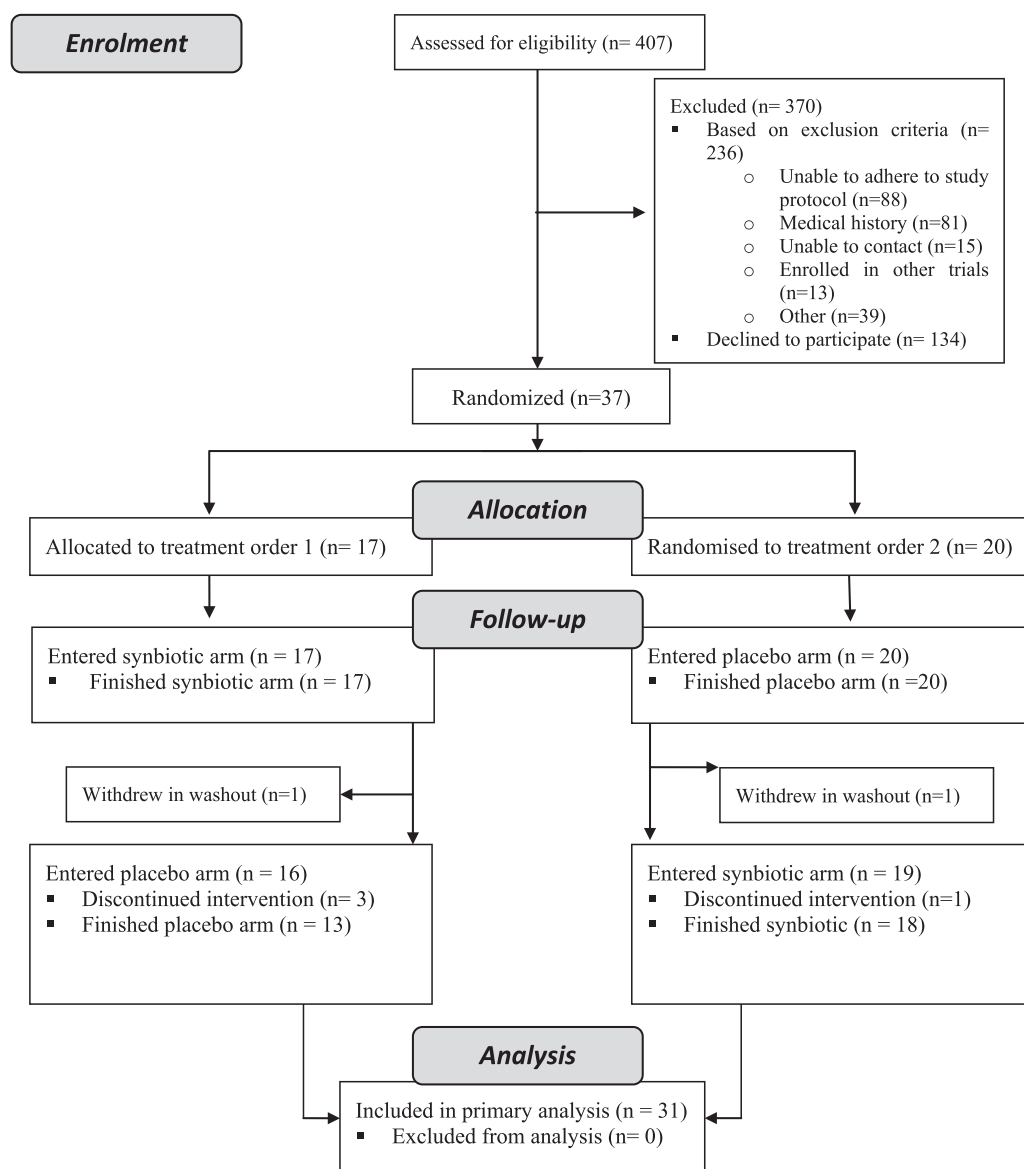 Enrolment
Assessed for eligibility (n= 407)
Excluded (n= 370)
▪ Based on exclusion criteria (n=
236)
o Unable to adhere to study
protocol (n=88)
o Medical history (n=81)
o Unable to contact (n=15)
o Enrolled in other trials
(n=13)
o Other (n=39)
▪ Declined to participate (n= 134)
Randomized (n=37)
Allocation
Allocated to treatment order 1 (n= 17)
Randomised to treatment order 2 (n= 20)
Follow-up
Entered synbiotic arm (n = 17)
▪ Finished synbiotic arm (n = 17)
Entered placebo arm (n = 20)
▪ Finished placebo arm (n =20)
Withdrew in washout (n=1)
Withdrew in washout (n=1)
Entered placebo arm (n = 16)
▪ Discontinued intervention (n= 3)
▪ Finished placebo arm (n = 13)
Entered synbiotic arm (n = 19)
▪ Discontinued intervention (n=1)
▪ Finished synbiotic (n = 18)
Analysis
Included in primary analysis (n = 31)
▪ Excluded from analysis (n= 0)